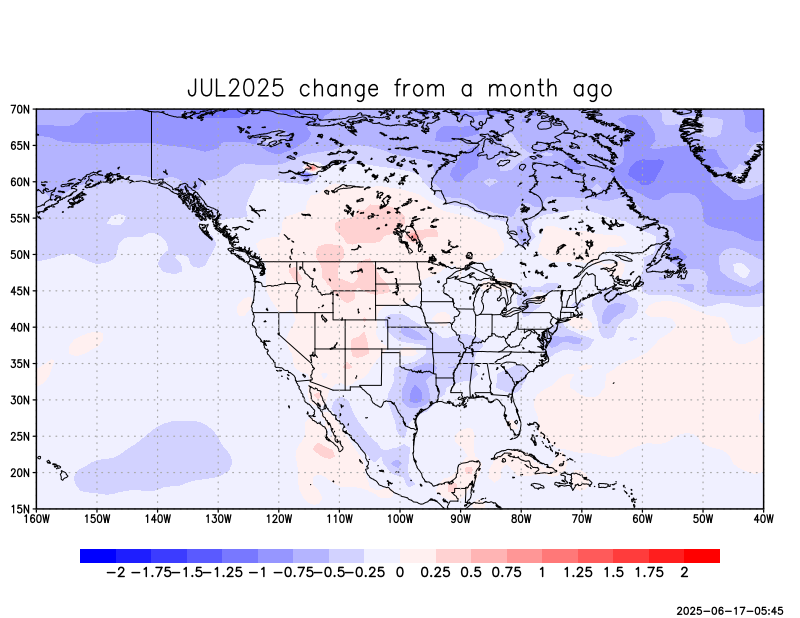 JUL2025 change from a month ago
70N
65N
60N
55N
50N
45N
40N
35N
30N
25N
20N
15N
160W 150W 140W 130W 120W 110W 100W 90W 80W 70W 60W 50W 40W
−2 −1.75 −1.5 −1.25 −1 −0.75 −0.5 −0.25 0 0.25 0.5 0.75 1 1.25 1.5 1.75 2
2025-06-17-05:45